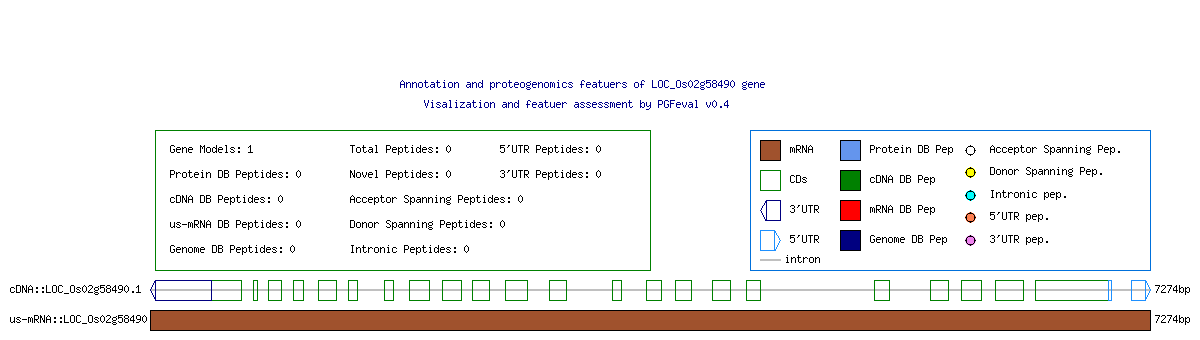 Annotation and proteogenomics featuers of LOC_Os02g58490 gene
Visalization and featuer assessment by PGFeval v0.4
Gene Models: 1
Total Peptides: 0
5'UTR Peptides: 0
Protein DB Peptides: 0
Novel Peptides: 0
3'UTR Peptides: 0
cDNA DB Peptides: 0
Acceptor Spanning Peptides: 0
us-mRNA DB Peptides: 0
Donor Spanning Peptides: 0
Genome DB Peptides: 0
Intronic Peptides: 0
mRNA
Protein DB Pep
Acceptor Spanning Pep.
CDs
cDNA DB Pep
Donor Spanning Pep.
3'UTR
mRNA DB Pep
Intronic pep.
5'UTR
Genome DB Pep
5'UTR pep.
3'UTR pep.
intron
cDNA::LOC_Os02g58490.1
7274bp
us-mRNA::LOC_Os02g58490
7274bp